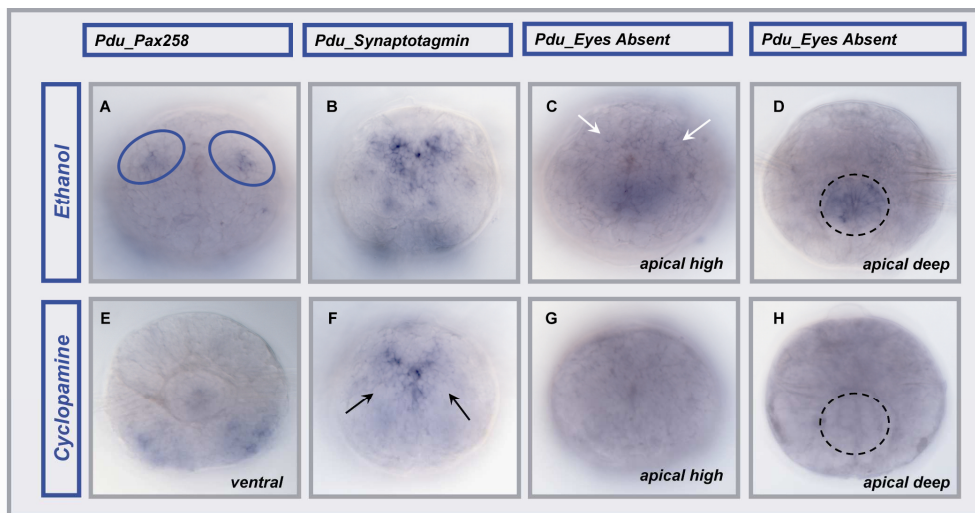 Pdu_Pax258
Pdu_Synaptotagmin
Pdu_Eyes Absent
Pdu_Eyes Absent
Ethanol
A
B
C
apical high
D
apical deep
Cyclopamine
E
ventral
F
G
apical high
H
apical deep